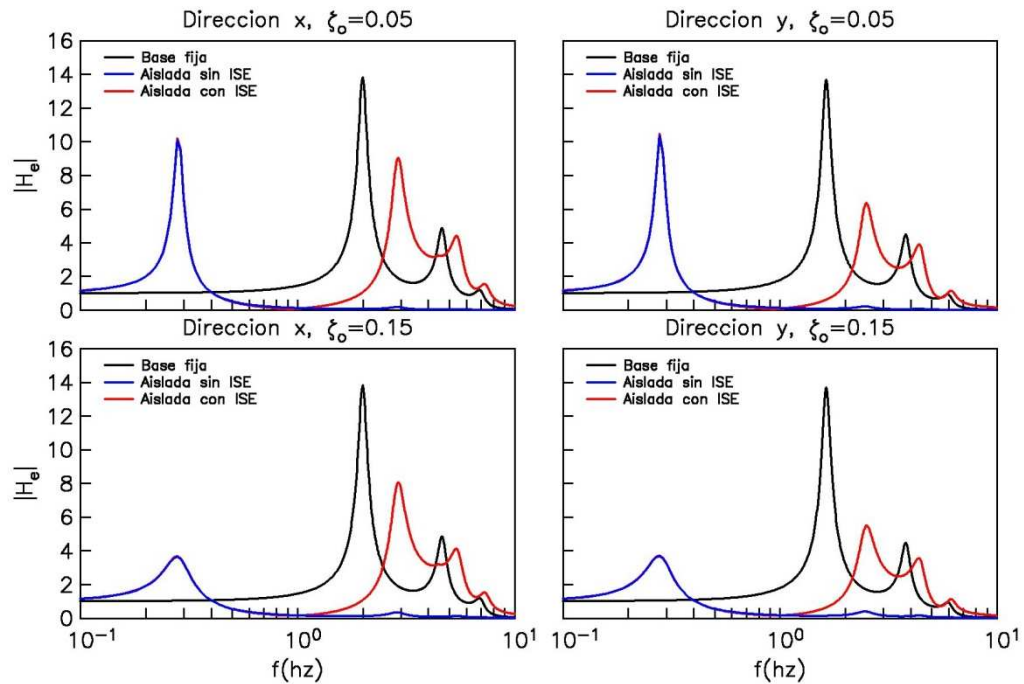 Direccion x, ζo=0.05
16
14
12
10
8
6
4
2
0
|He|
Base fija
Aislada sin ISE
Aislada con ISE
Direccion y, ζo=0.05
Base fija
Aislada sin ISE
Aislada con ISE
Direccion x, ζo=0.15
16
14
12
10
8
6
4
2
0
|He|
Base fija
Aislada sin ISE
Aislada con ISE
10⁻¹ 10⁰ 10¹
f(hz)
Direccion y, ζo=0.15
Base fija
Aislada sin ISE
Aislada con ISE
10⁻¹ 10⁰ 10¹
f(hz)